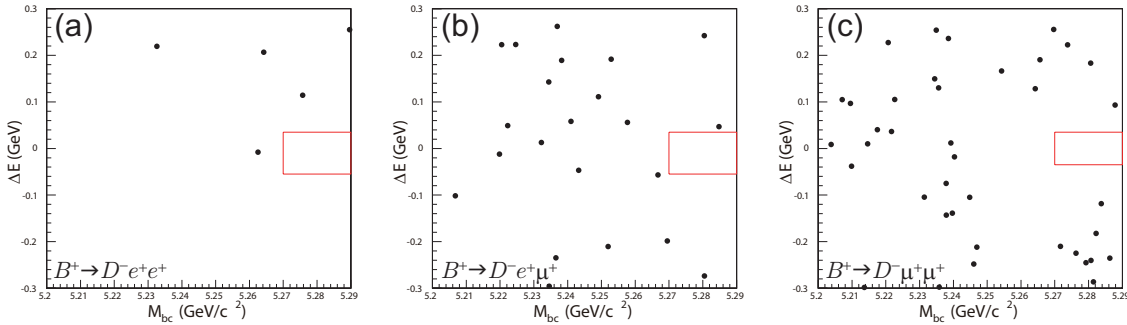 (a)
ΔE (GeV)
0.3
0.2
0.1
0
-0.1
-0.2
-0.3
B⁺→D⁻e⁺e⁺
5.2 5.21 5.22 5.23 5.24 5.25 5.26 5.27 5.28 5.29
M_bc (GeV/c²)
(b)
ΔE (GeV)
0.3
0.2
0.1
0
-0.1
-0.2
-0.3
B⁺→D⁻e⁺μ⁺
5.2 5.21 5.22 5.23 5.24 5.25 5.26 5.27 5.28 5.29
M_bc (GeV/c²)
(c)
ΔE (GeV)
0.3
0.2
0.1
0
-0.1
-0.2
-0.3
B⁺→D⁻μ⁺μ⁺
5.2 5.21 5.22 5.23 5.24 5.25 5.26 5.27 5.28 5.29
M_bc (GeV/c²)